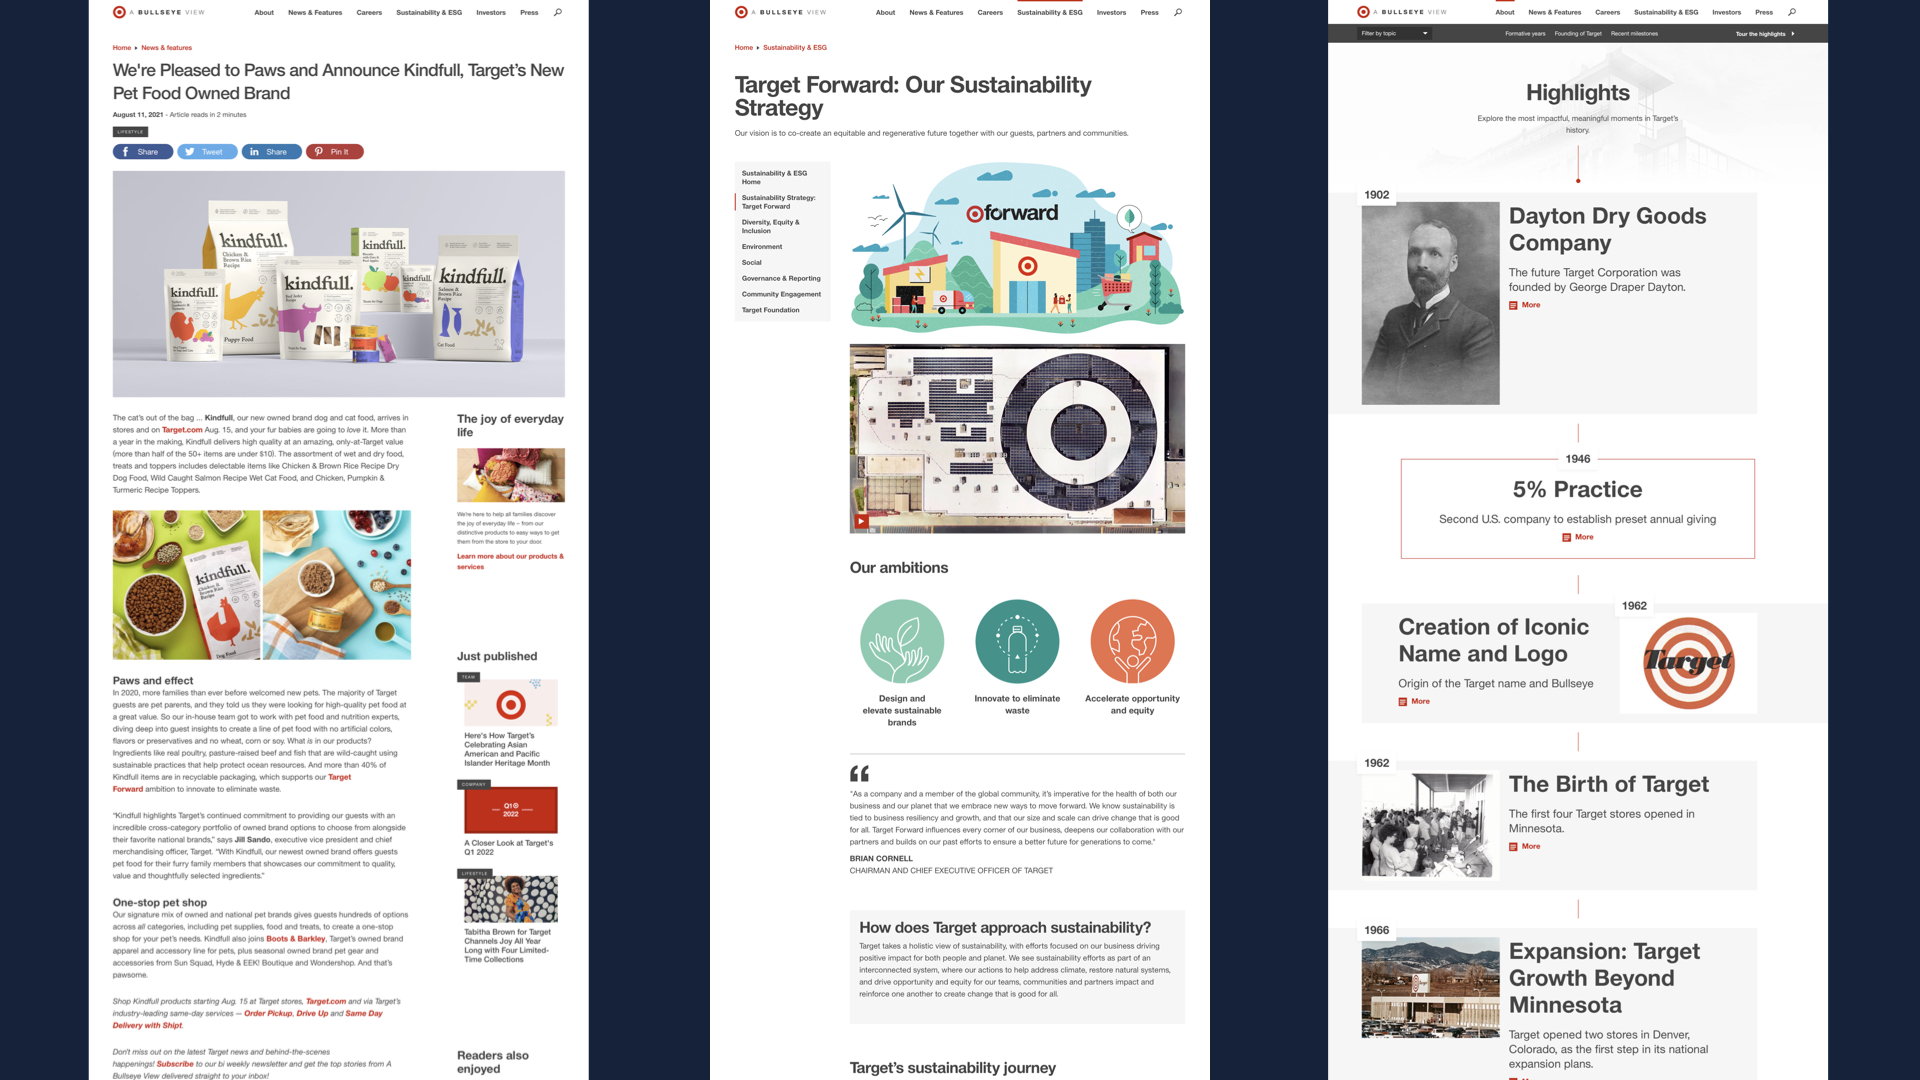 A BULLSEYE VIEW
About
News & Features
Careers
Sustainability & ESG
Investors
Press
Home
News & features
We're Pleased to Paws and Announce Kindfull, Target's New
Pet Food Owned Brand
August 11, 2021 - Article reads in 2 minutes
LIFESTYLE
Share
Tweet
Share
Pin It
kindfull.
Chicken &
Brown Rice
Recipe
Puppy Food
kindfull.
kindfull.
kindfull.
kindfull.
kindfull.
Salmon &
Brown Rice
Recipe
Cat Food
The cat's out of the bag ... Kindfull, our new owned brand dog and cat food, arrives in
stores and on Target.com Aug. 15, and your fur babies are going to love it. More than
a year in the making, Kindfull delivers high quality at an amazing, only-at-Target value
(more than half of the 50+ items are under $10). The assortment of wet and dry food,
treats and toppers includes delectable items like Chicken & Brown Rice Recipe Dry
Dog Food, Wild Caught Salmon Recipe Wet Cat Food, and Chicken, Pumpkin &
Turmeric Recipe Toppers.
kindfull.
Chicken &
Brown Rice
Recipe
Dog Food
Paws and effect
In 2020, more families than ever before welcomed new pets. The majority of Target
guests are pet parents, and they told us they were looking for high-quality pet food at
a great value. So our in-house team got to work with pet food and nutrition experts,
diving deep into guest insights to create a line of pet food with no artificial colors,
flavors or preservatives and no wheat, corn or soy. What is in our products?
Ingredients like real poultry, pasture-raised beef and fish that are wild-caught using
sustainable practices that help protect ocean resources. And more than 40% of
Kindfull items are in recyclable packaging, which supports our Target
Forward ambition to innovate to eliminate waste.
"Kindfull highlights Target's continued commitment to providing our guests with an
incredible cross-category portfolio of owned brand options to choose from alongside
their favorite national brands," says Jill Sando, executive vice president and chief
merchandising officer, Target. "With Kindfull, our newest owned brand offers guests
pet food for their furry family members that showcases our commitment to quality,
value and thoughtfully selected ingredients."
One-stop pet shop
Our signature mix of owned and national pet brands gives guests hundreds of options
across all categories, including pet supplies, food and treats, to create a one-stop
shop for your pet's needs. Kindfull also joins Boots & Barkley, Target's owned brand
apparel and accessory line for pets, plus seasonal owned brand pet gear and
accessories from Sun Squad, Hyde & EEK! Boutique and Wondershop. And that's
pawsome.
Shop Kindfull products starting Aug. 15 at Target stores, Target.com and via Target's
industry-leading same-day services — Order Pickup, Drive Up and Same Day
Delivery with Shipt.
Don't miss out on the latest Target news and behind-the-scenes
happenings! Subscribe to our bi weekly newsletter and get the top stories from A
Bullseye View delivered straight to your inbox!
The joy of everyday
life
We're here to help all families discover
the joy of everyday life – from our
distinctive products to easy ways to get
them from the store to your door.
Learn more about our products &
services
Just published
TEAM
Here's How Target's
Celebrating Asian
American and Pacific
Islander Heritage Month
COMPANY
Q1
2022
A Closer Look at Target's
Q1 2022
LIFESTYLE
Tabitha Brown for Target
Channels Joy All Year
Long with Four Limited-
Time Collections
Readers also
enjoyed
A BULLSEYE VIEW
About
News & Features
Careers
Sustainability & ESG
Investors
Press
Home
Sustainability & ESG
Target Forward: Our Sustainability
Strategy
Our vision is to co-create an equitable and regenerative future together with our guests, partners and communities.
Sustainability & ESG
Home
Sustainability Strategy:
Target Forward
Diversity, Equity &
Inclusion
Environment
Social
Governance & Reporting
Community Engagement
Target Foundation
forward
Our ambitions
Design and
elevate sustainable
brands
Innovate to eliminate
waste
Accelerate opportunity
and equity
"As a company and a member of the global community, it's imperative for the health of both our
business and our planet that we embrace new ways to move forward. We know sustainability is
tied to business resiliency and growth, and that our size and scale can drive change that is good
for all. Target Forward influences every corner of our business, deepens our collaboration with our
partners and builds on our past efforts to ensure a better future for generations to come."
BRIAN CORNELL
CHAIRMAN AND CHIEF EXECUTIVE OFFICER OF TARGET
How does Target approach sustainability?
Target takes a holistic view of sustainability, with efforts focused on our business driving
positive impact for both people and planet. We see sustainability efforts as part of an
interconnected system, where our actions to help address climate, restore natural systems,
and drive opportunity and equity for our teams, communities and partners impact and
reinforce one another to create change that is good for all.
Target's sustainability journey
A BULLSEYE VIEW
About
News & Features
Careers
Sustainability & ESG
Investors
Press
Filter by topic
Formative years
Founding of Target
Recent milestones
Tour the highlights
Highlights
Explore the most impactful, meaningful moments in Target's
history.
1902
Dayton Dry Goods
Company
The future Target Corporation was
founded by George Draper Dayton.
More
1946
5% Practice
Second U.S. company to establish preset annual giving
More
1962
Creation of Iconic
Name and Logo
Origin of the Target name and Bullseye
More
Target
1962
The Birth of Target
The first four Target stores opened in
Minnesota.
More
1966
Expansion: Target
Growth Beyond
Minnesota
Target opened two stores in Denver,
Colorado, as the first step in its national
expansion plans.